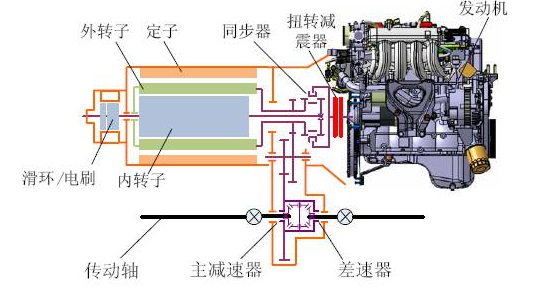 发动机
扭转减
震器
外转子
定子
同步器
滑环/电刷
内转子
传动轴
主减速器
差速器